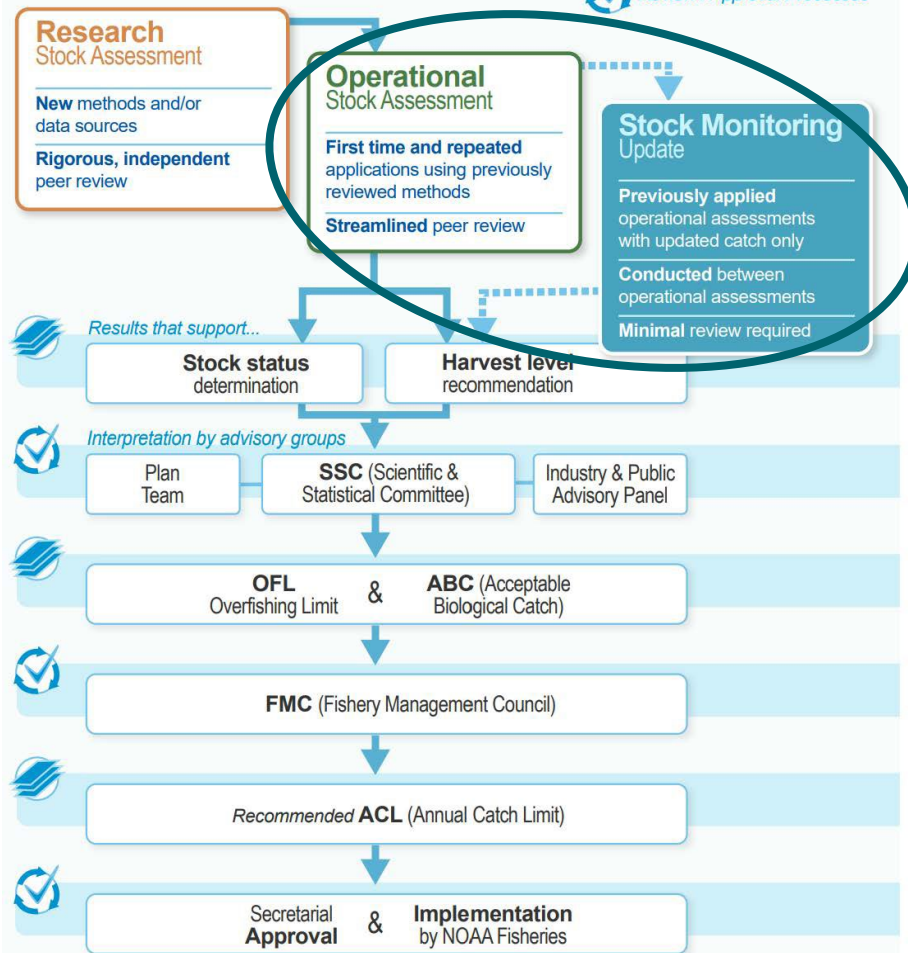 Research
Stock Assessment
New methods and/or
data sources
Rigorous, independent
peer review
Operational
Stock Assessment
First time and repeated
applications using previously
reviewed methods
Streamlined peer review
Stock Monitoring
Update
Previously applied
operational assessments
with updated catch only
Conducted between
operational assessments
Minimal review required
Results that support...
Stock status
determination
Harvest level
recommendation
Interpretation by advisory groups
Plan
Team
SSC (Scientific &
Statistical Committee)
Industry & Public
Advisory Panel
OFL
Overfishing Limit
&
ABC (Acceptable
Biological Catch)
FMC (Fishery Management Council)
Recommended ACL (Annual Catch Limit)
Secretarial
Approval
&
Implementation
by NOAA Fisheries